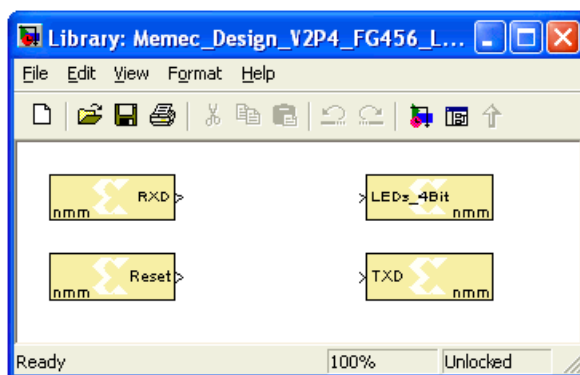 Library: Memec_Design_V2P4_FG456_L...
File Edit View Format Help
RXD
nmm
LEDs_4Bit
nmm
Reset
nmm
TXD
nmm
Ready 100% Unlocked